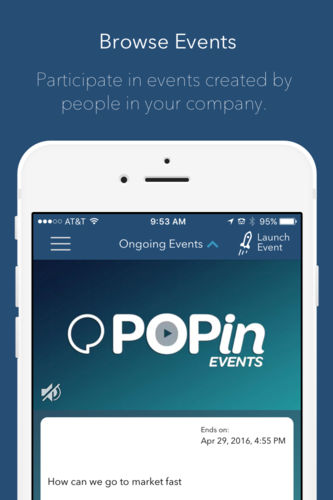 Browse Events
Participate in events created by
people in your company.
AT&T 9:53 AM 95%
Ongoing Events Launch
Event
POPin
EVENTS
Ends on:
Apr 29, 2016, 4:55 PM
How can we go to market fast